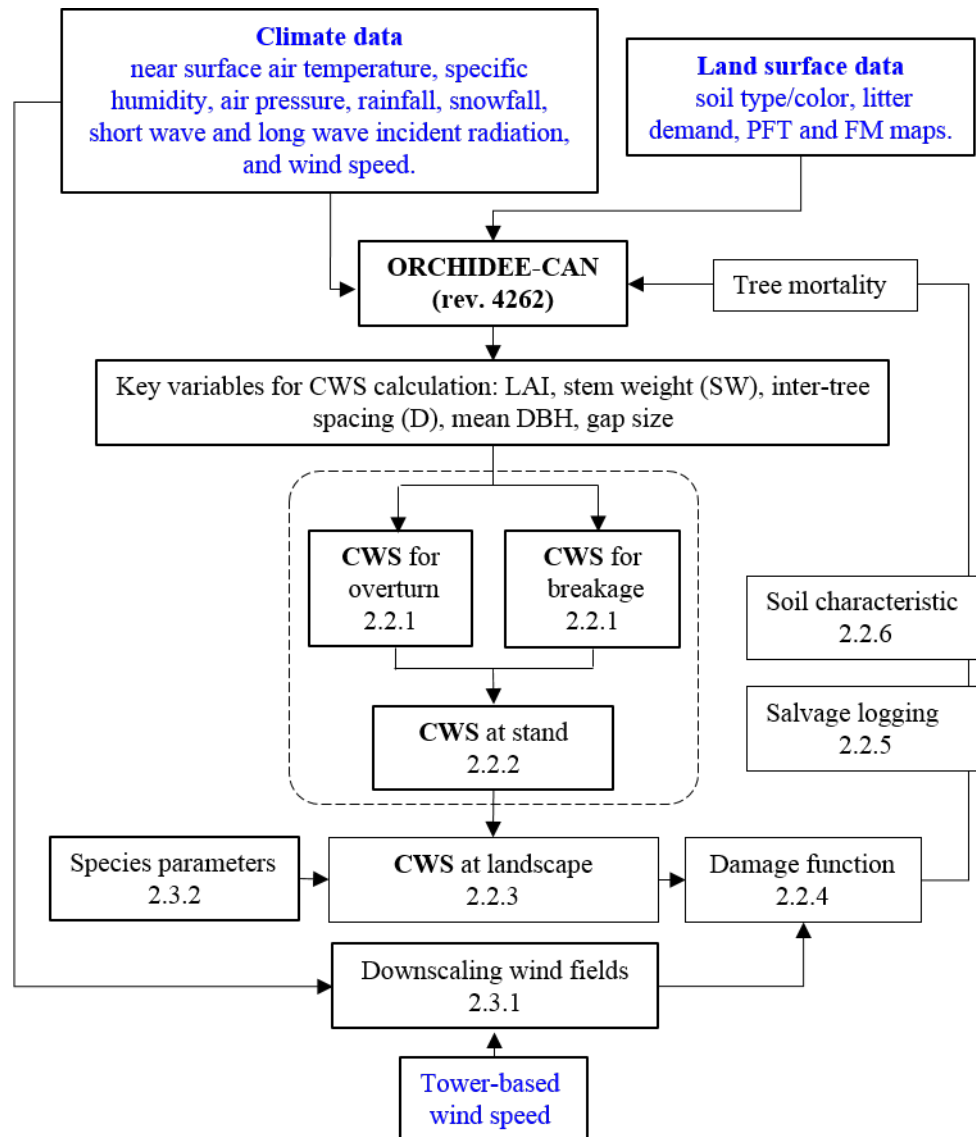 Climate data
near surface air temperature, specific
humidity, air pressure, rainfall, snowfall,
short wave and long wave incident radiation,
and wind speed.
Land surface data
soil type/color, litter
demand, PFT and FM maps.
ORCHIDEE-CAN
(rev. 4262)
Tree mortality
Key variables for CWS calculation: LAI, stem weight (SW), inter-tree
spacing (D), mean DBH, gap size
CWS for
overturn
2.2.1
CWS for
breakage
2.2.1
Soil characteristic
2.2.6
Salvage logging
2.2.5
CWS at stand
2.2.2
Species parameters
2.3.2
CWS at landscape
2.2.3
Damage function
2.2.4
Downscaling wind fields
2.3.1
Tower-based
wind speed